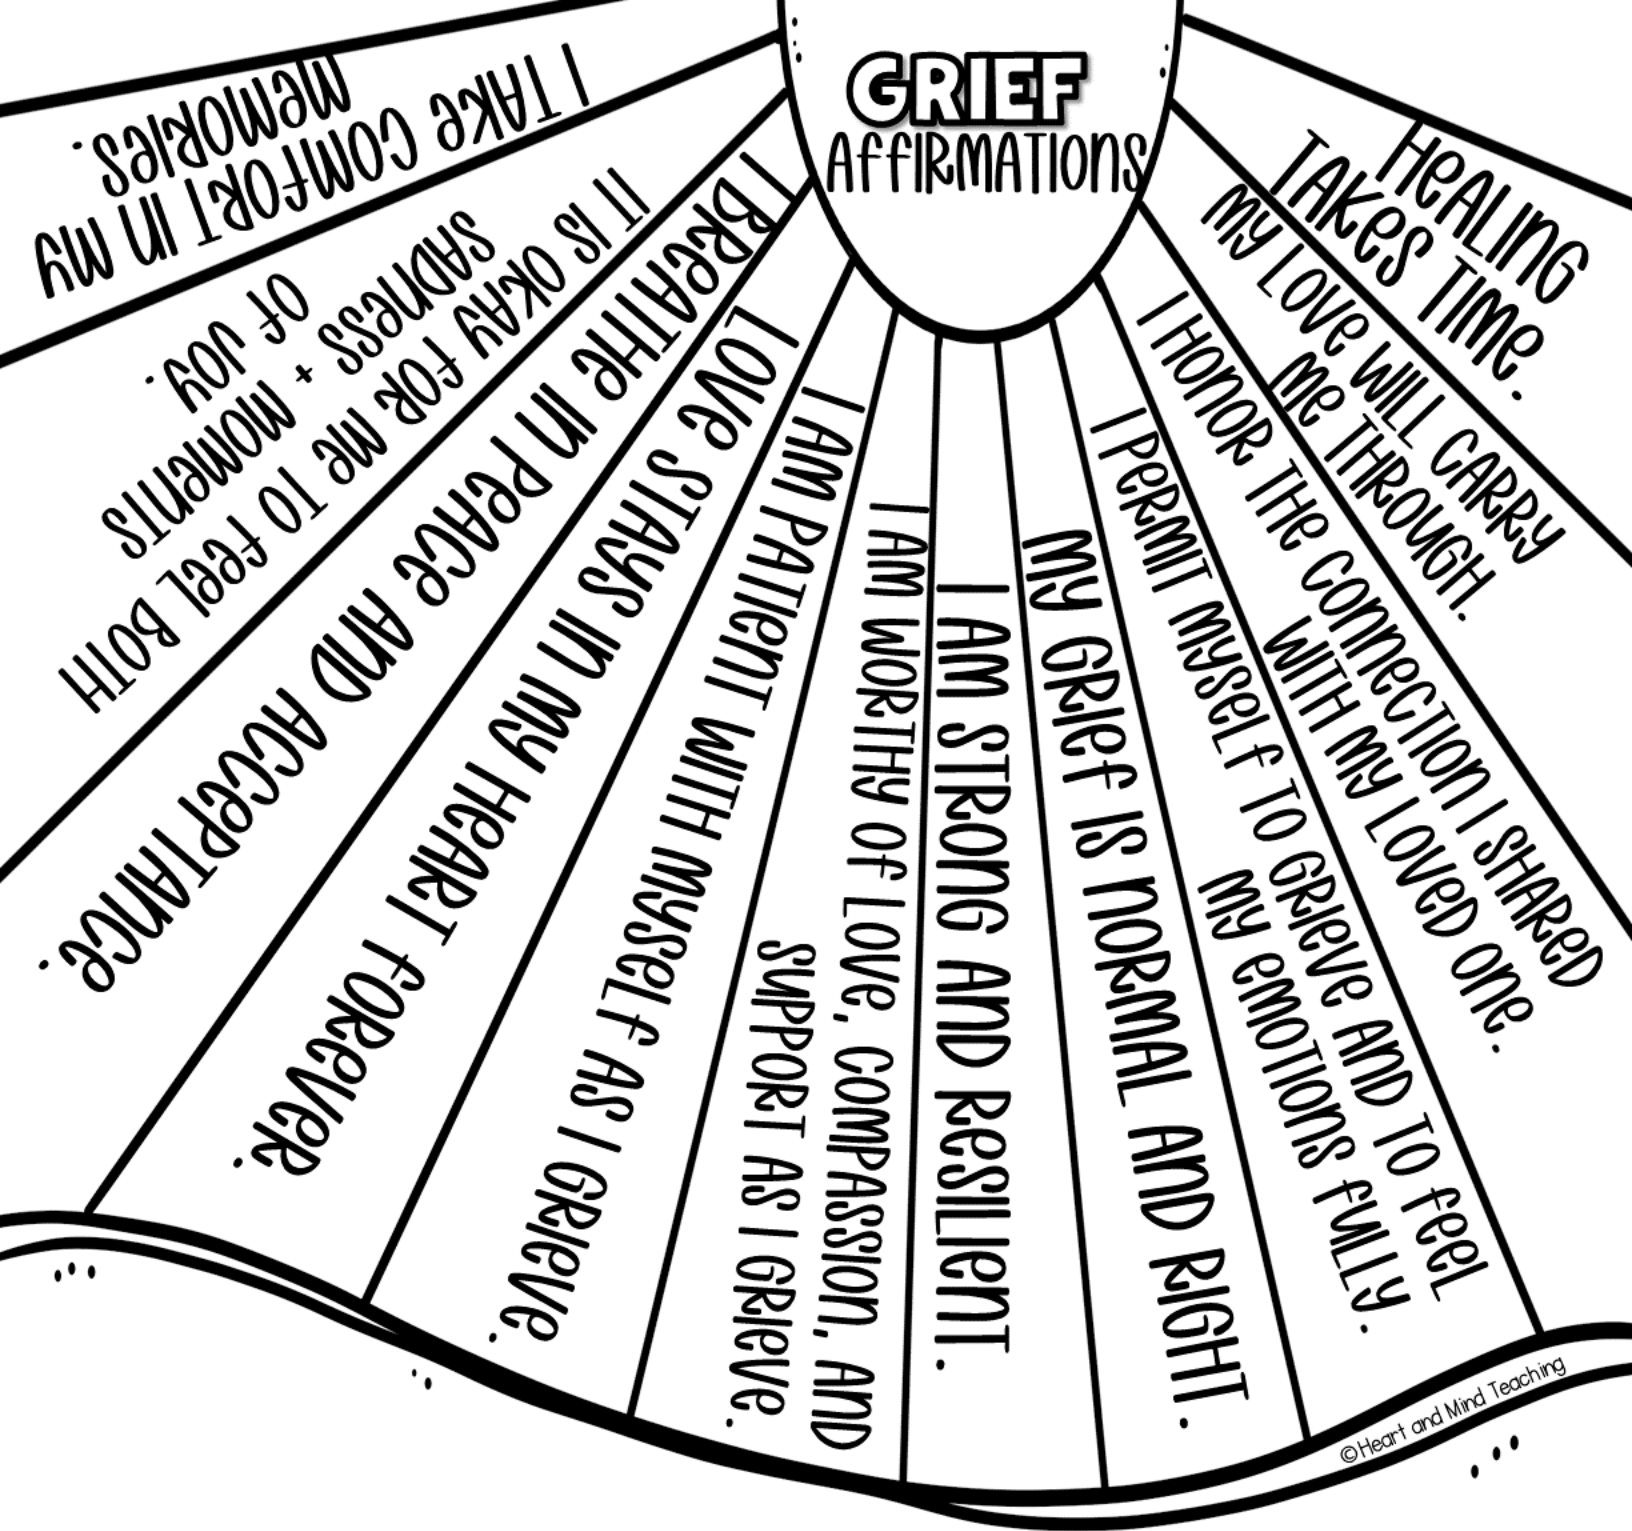 GRIEF
AFFIRMATIONS
I TAKE COMFORT IN MY
MEMORIES.
IT IS OKAY FOR ME TO FEEL BOTH
SADNESS + MOMENTS
OF JOY.
I BREATHE IN PEACE AND ACCEPTANCE.
LOVE STAYS IN MY HEART FOREVER.
I AM PATIENT WITH MYSELF AS I GRIEVE.
I AM WORTHY OF LOVE, COMPASSION, AND
SUPPORT AS I GRIEVE.
I AM STRONG AND RESILIENT.
MY GRIEF IS NORMAL AND RIGHT.
I PERMIT MYSELF TO GRIEVE AND TO FEEL
MY EMOTIONS FULLY.
I HONOR THE CONNECTION I SHARED
WITH MY LOVED ONE.
MY LOVE WILL CARRY
ME THROUGH.
HEALING
TAKES TIME.
©Heart and Mind Teaching